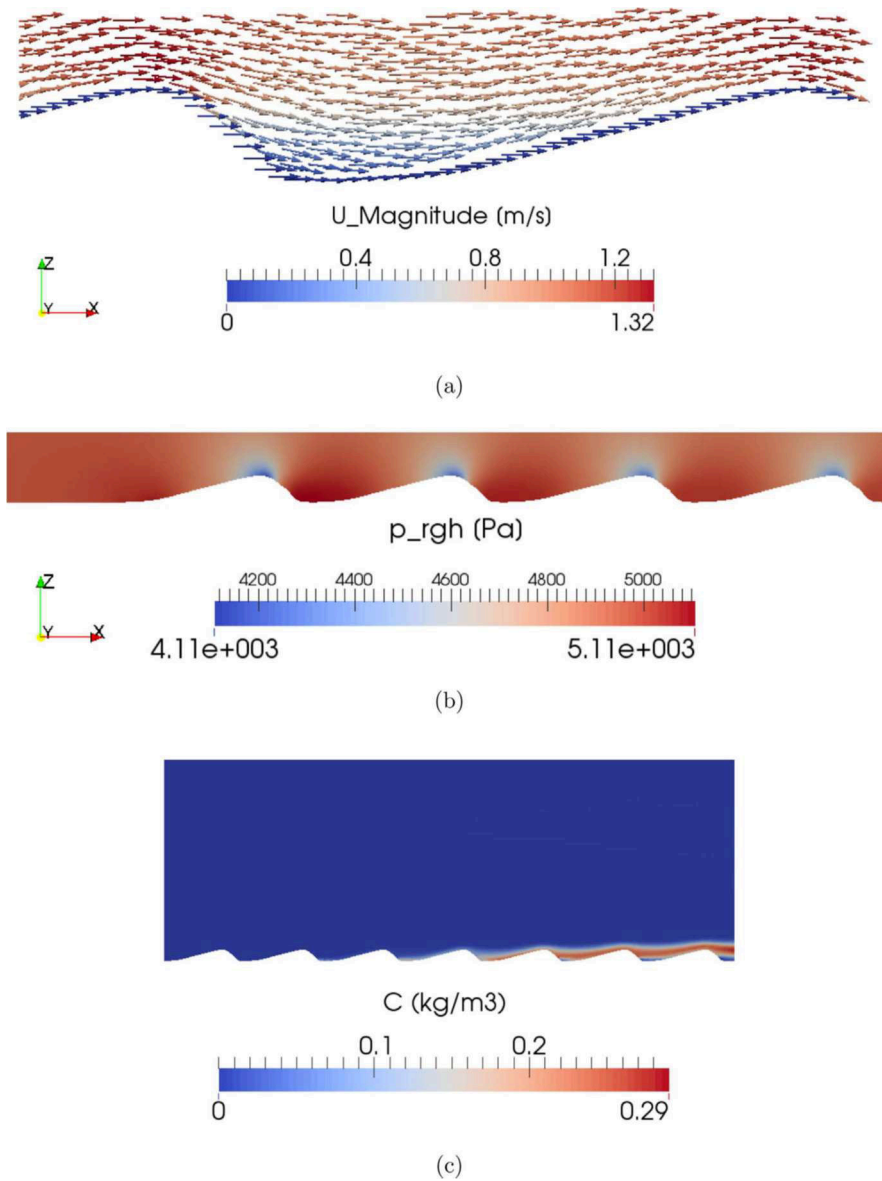 U_Magnitude (m/s)
0.4 0.8 1.2
0 1.32
Z
Y X
(a)
p_rgh (Pa)
4200 4400 4600 4800 5000
4.11e+003 5.11e+003
Z
Y X
(b)
C (kg/m3)
0.1 0.2
0 0.29
(c)